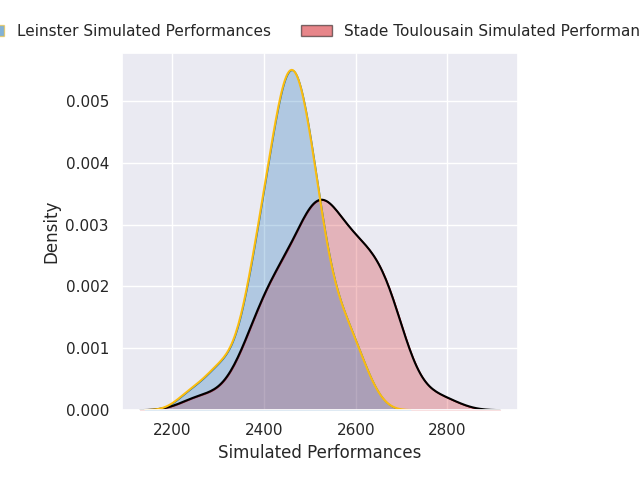 Leinster Simulated Performances
Stade Toulousain Simulated Performan
0.005
0.004
0.003
0.002
0.001
0.000
Density
2200
2400
2600
2800
Simulated Performances